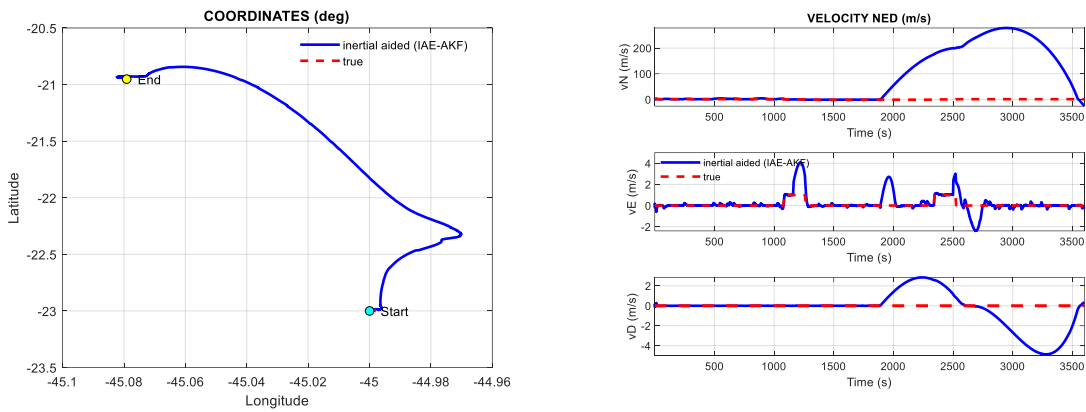 COORDINATES (deg)
-20.5
-21
-21.5
-22
-22.5
-23
-23.5
Latitude
inertial aided (IAE-AKF)
true
End
Start
-45.1
-45.08
-45.06
-45.04
-45.02
-45
-44.98
-44.96
Longitude
VELOCITY NED (m/s)
vN (m/s)
200
100
0
500
1000
1500
2000
2500
3000
3500
Time (s)
vE (m/s)
4
2
0
-2
inertial aided (IAE-AKF)
true
500
1000
1500
2000
2500
3000
3500
Time (s)
vD (m/s)
2
0
-2
-4
500
1000
1500
2000
2500
3000
3500
Time (s)